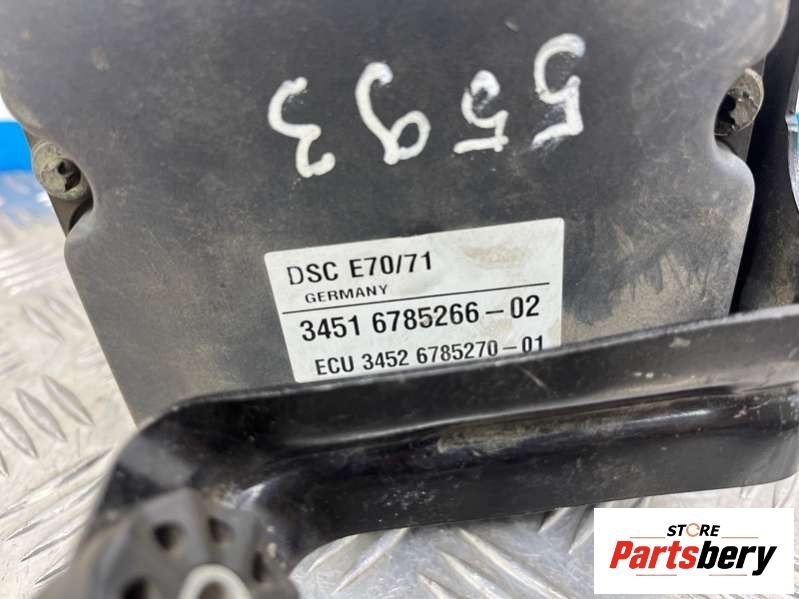 5593
DSC E70/71
GERMANY
3451 6785266-02
ECU 3452 6785270-01
STORE
Partsbery